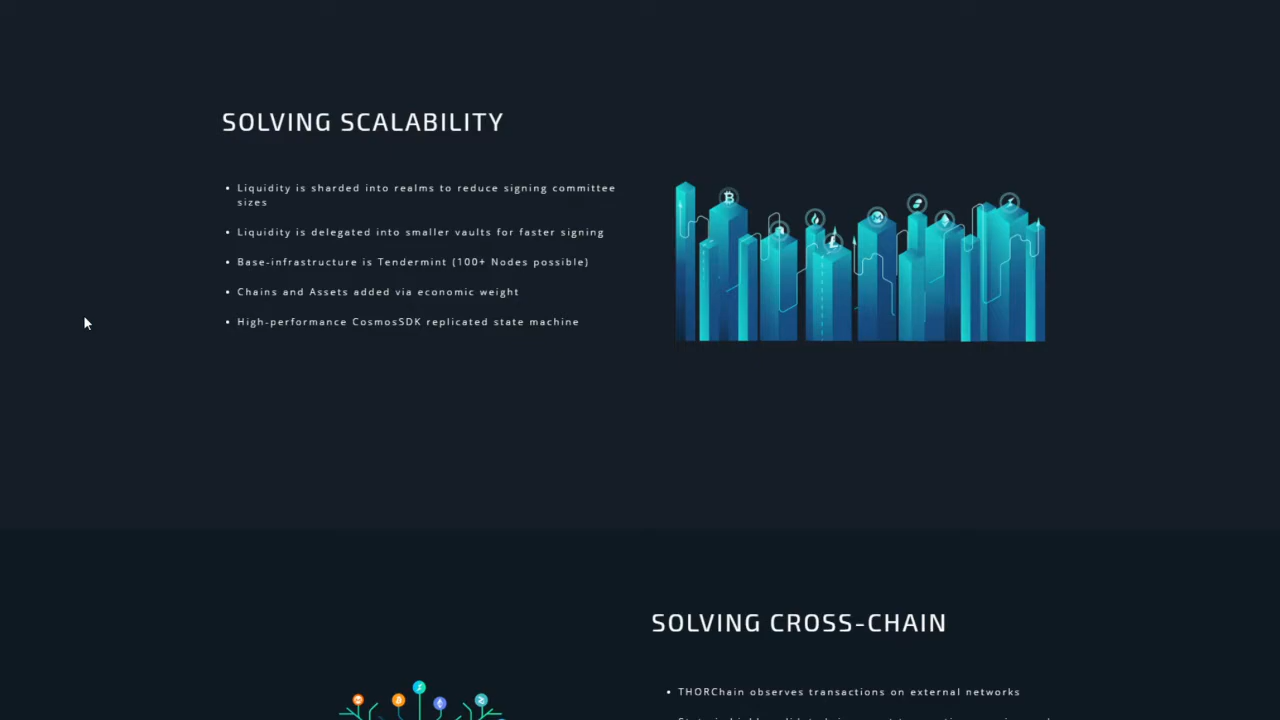 SOLVING SCALABILITY
• Liquidity is sharded into realms to reduce signing committee
sizes
• Liquidity is delegated into smaller vaults for faster signing
• Base-infrastructure is Tendermint (100+ Nodes possible)
• Chains and Assets added via economic weight
• High-performance CosmosSDK replicated state machine
SOLVING CROSS-CHAIN
• THORChain observes transactions on external networks